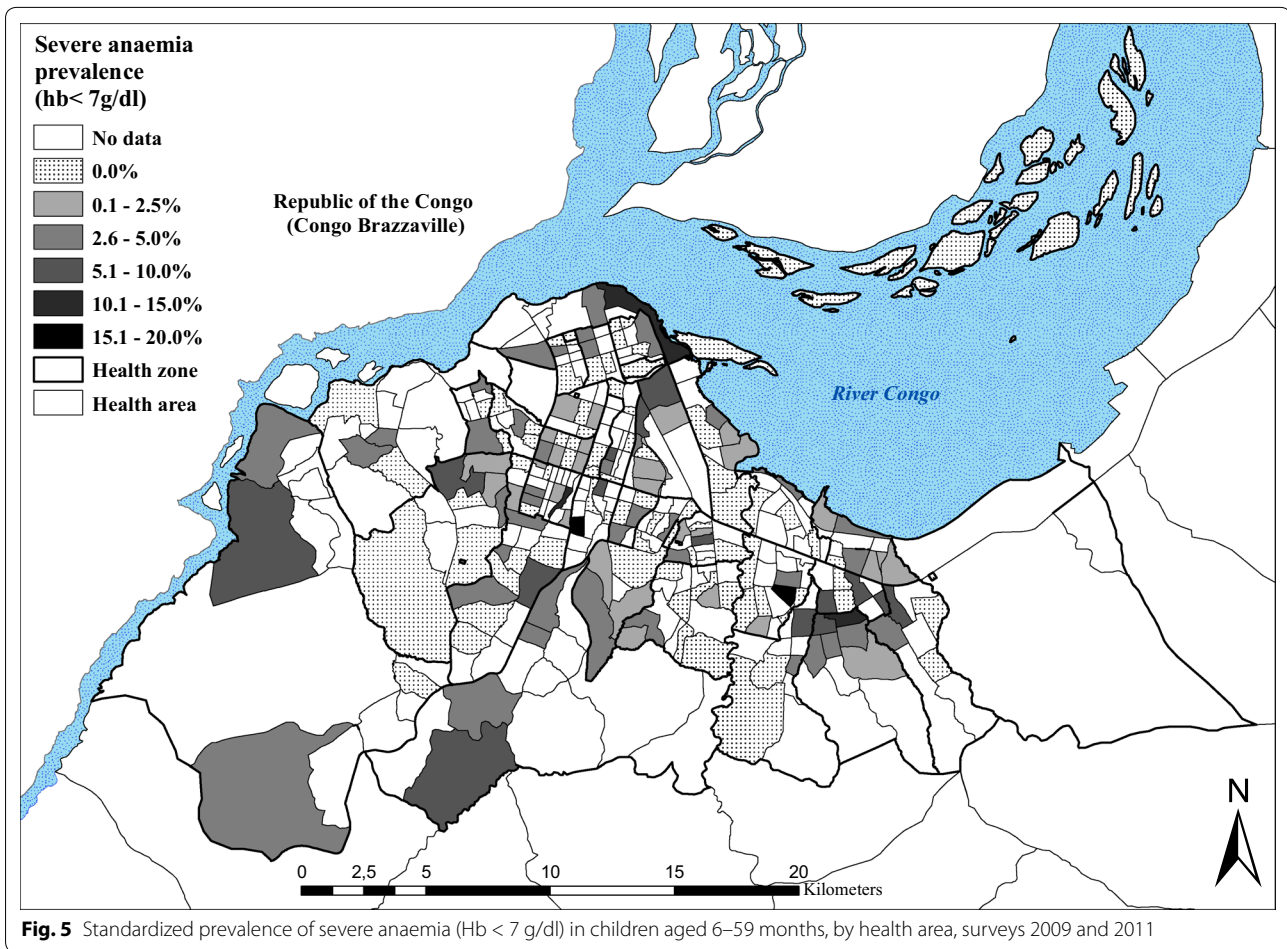 Severe anaemia
prevalence
(hb< 7g/dl)
No data
0.0%
0.1 - 2.5%
2.6 - 5.0%
5.1 - 10.0%
10.1 - 15.0%
15.1 - 20.0%
Health zone
Health area
Republic of the Congo
(Congo Brazzaville)
River Congo
N
0 2,5 5 10 15 20
Kilometers
Fig. 5 Standardized prevalence of severe anaemia (Hb < 7 g/dl) in children aged 6–59 months, by health area, surveys 2009 and 2011